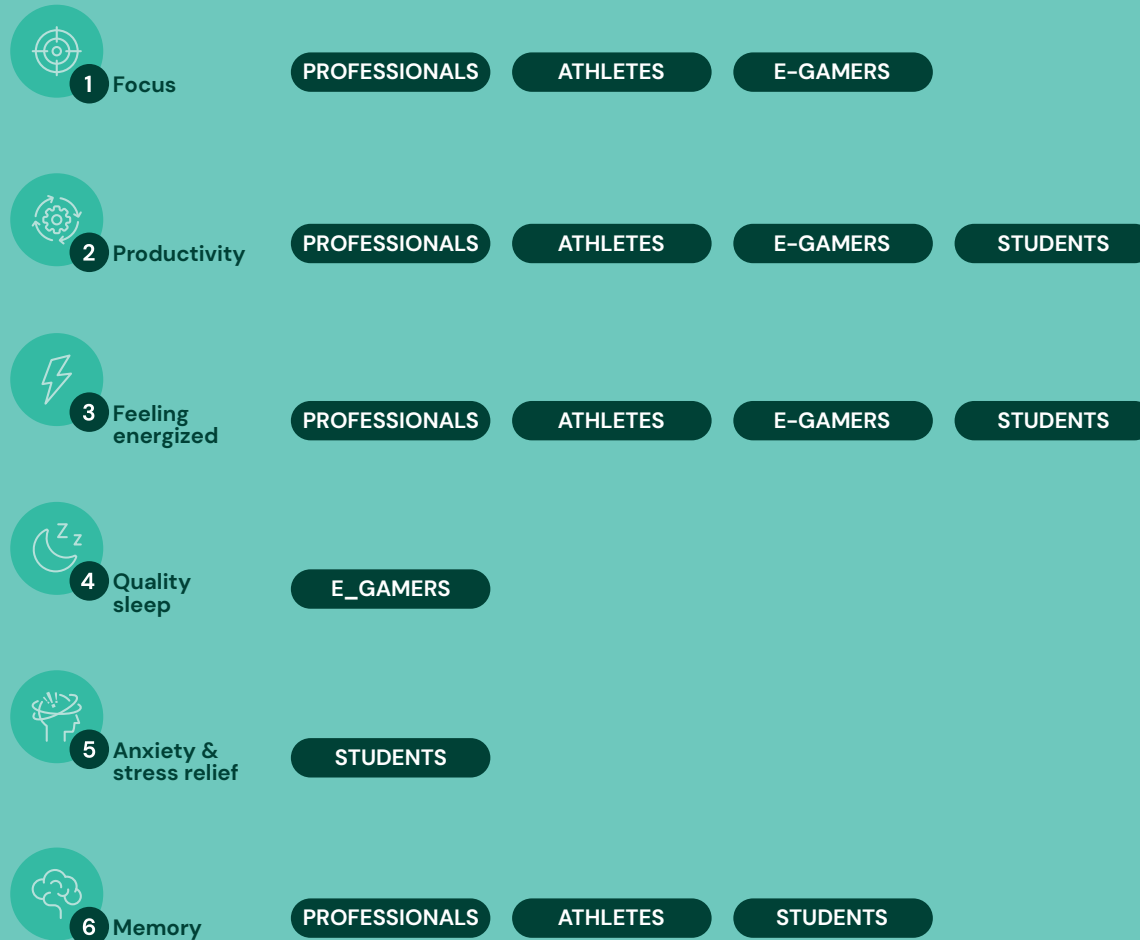 1 Focus PROFESSIONALS ATHLETES E-GAMERS
2 Productivity PROFESSIONALS ATHLETES E-GAMERS STUDENTS
3 Feeling
energized PROFESSIONALS ATHLETES E-GAMERS STUDENTS
Z z
4 Quality
sleep E_GAMERS
5 Anxiety &
stress relief STUDENTS
6 Memory PROFESSIONALS ATHLETES STUDENTS